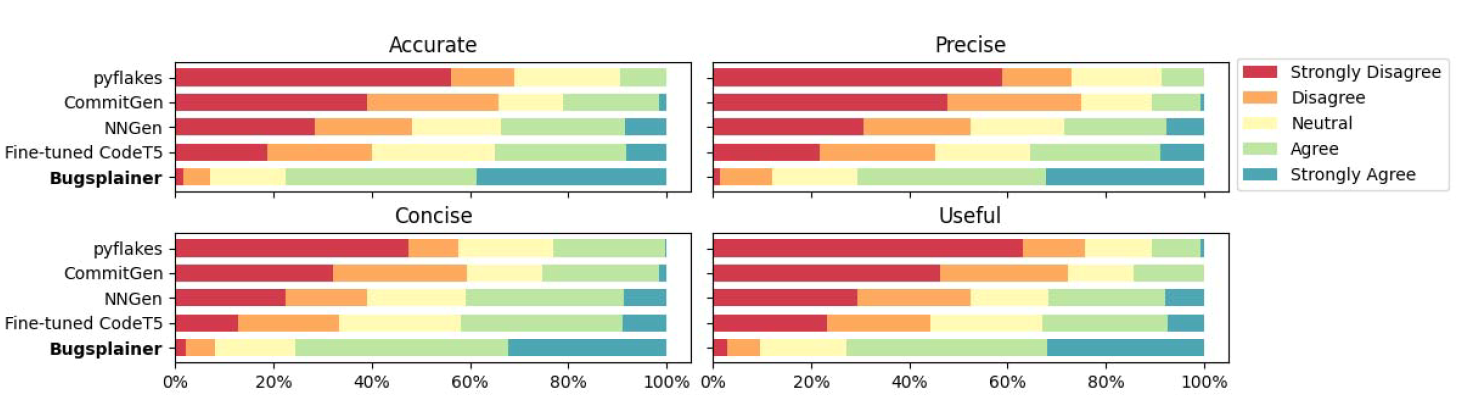 Accurate
Precise
pyflakes
CommitGen
NNGen
Fine-tuned CodeT5
Bugsplainer
Strongly Disagree
Disagree
Neutral
Agree
Strongly Agree
Concise
Useful
pyflakes
CommitGen
NNGen
Fine-tuned CodeT5
Bugsplainer
0% 20% 40% 60% 80% 100%
0% 20% 40% 60% 80% 100%